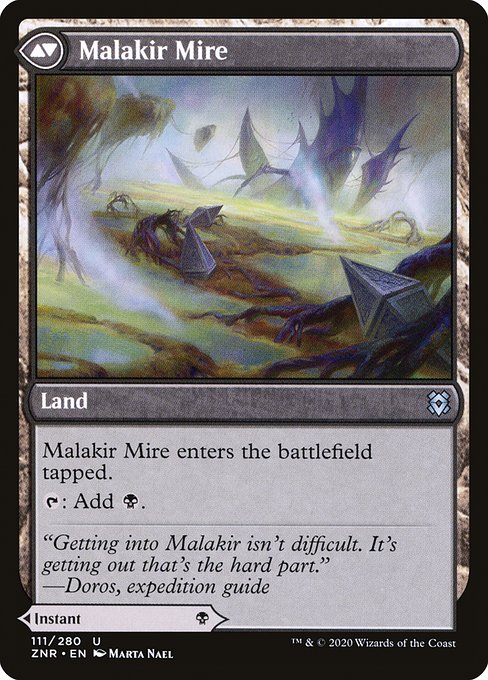 Malakir Mire
Land
Malakir Mire enters the battlefield
tapped.
: Add .
“Getting into Malakir isn’t difficult. It’s
getting out that’s the hard part.”
—Doros, expedition guide
Instant
111/280 U
ZNR • EN Marta Nael
™ & © 2020 Wizards of the Coast